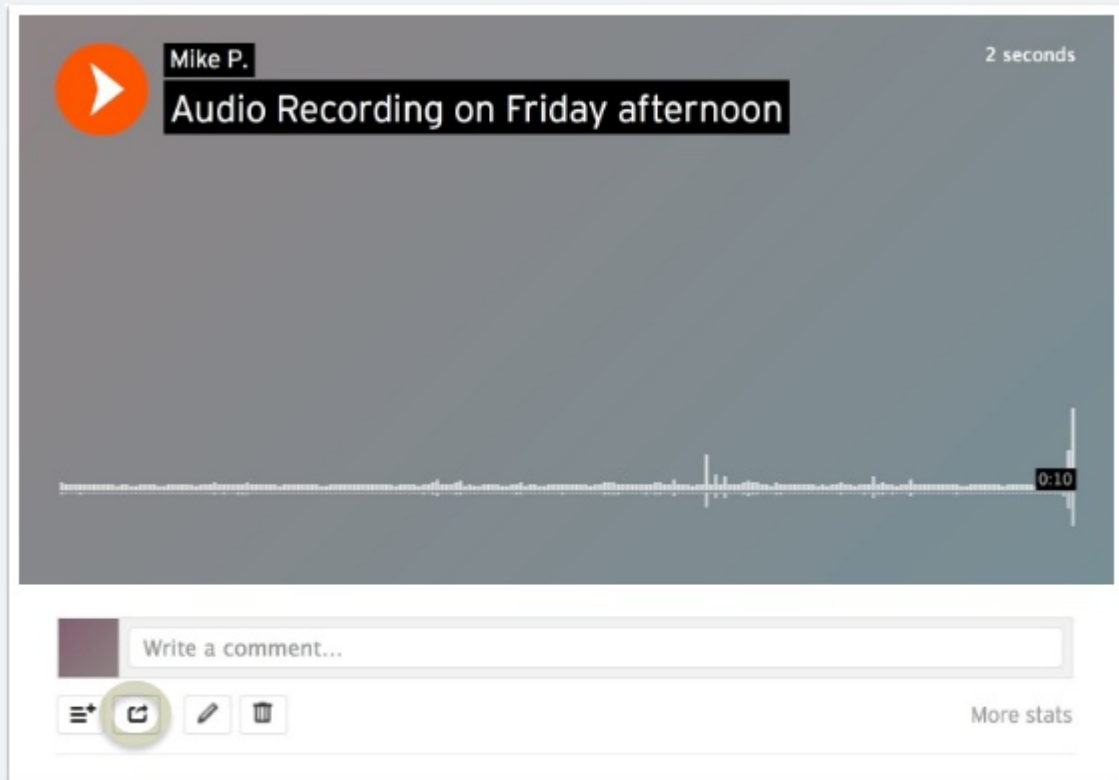 Mike P.
2 seconds
Audio Recording on Friday afternoon
0:10
Write a comment...
More stats